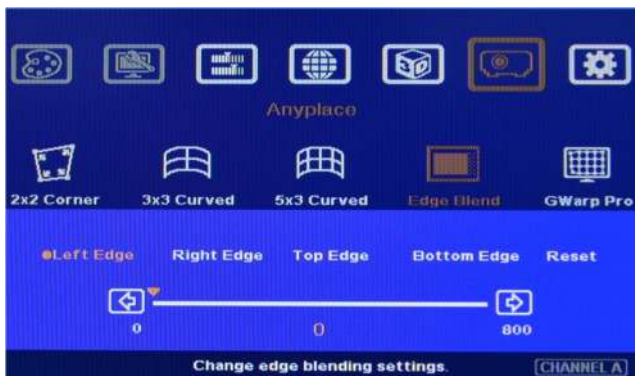 3D
Anyplace
2x2 Corner 3x3 Curved 5x3 Curved Edge Blend GWarp Pro
Left Edge Right Edge Top Edge Bottom Edge Reset
0 0 800
Change edge blending settings. CHANNEL A